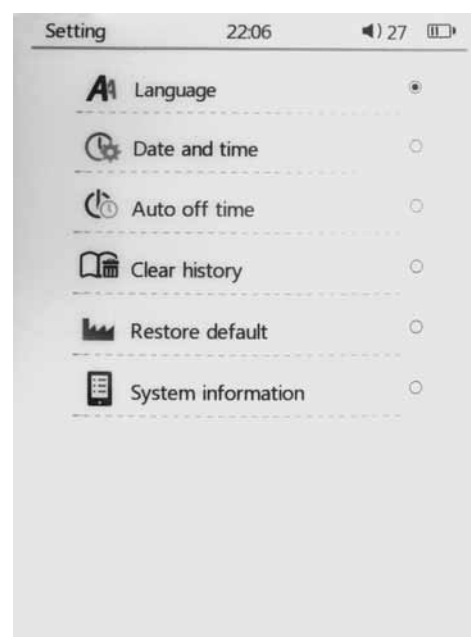 Setting 22:06 27
Language
Date and time
Auto off time
Clear history
Restore default
System information